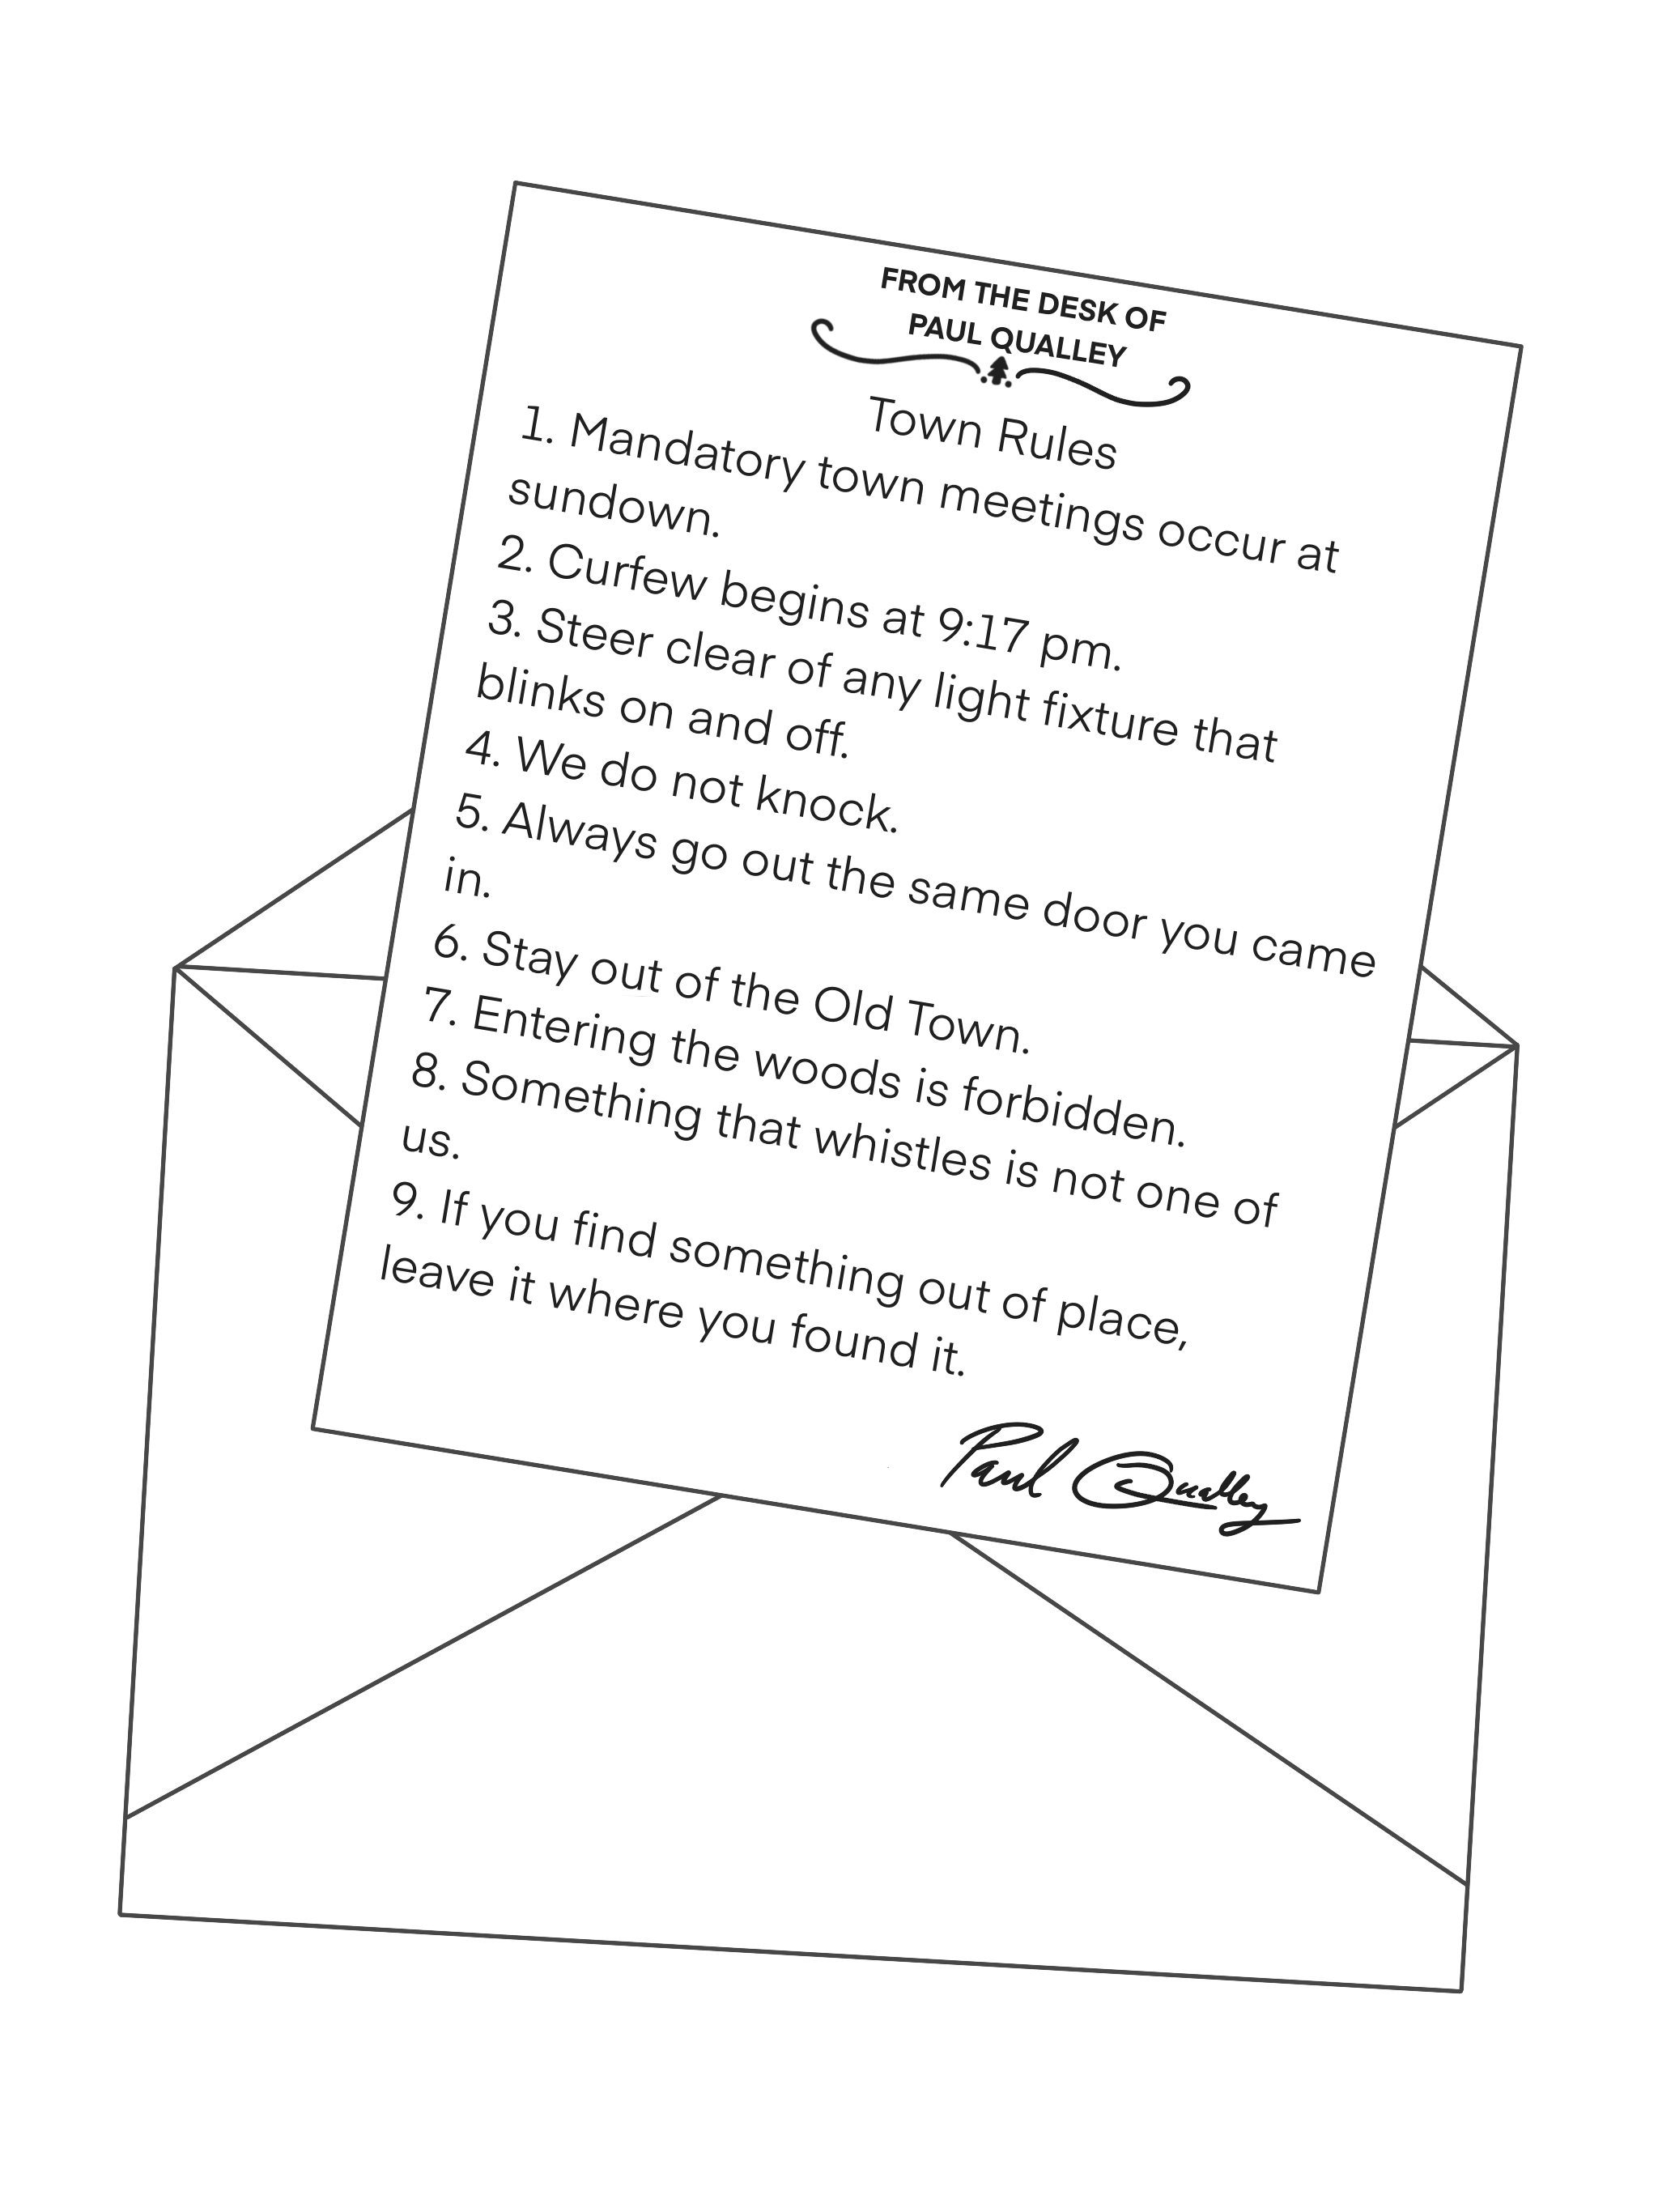 FROM THE DESK OF
PAUL QUALLEY
Town Rules
1. Mandatory town meetings occur at
sundown.
2. Curfew begins at 9:17 pm.
3. Steer clear of any light fixture that
blinks on and off.
4. We do not knock.
5. Always go out the same door you came
in.
6. Stay out of the Old Town.
7. Entering the woods is forbidden.
8. Something that whistles is not one of
us.
9. If you find something out of place,
leave it where you found it.
Paul Qualley